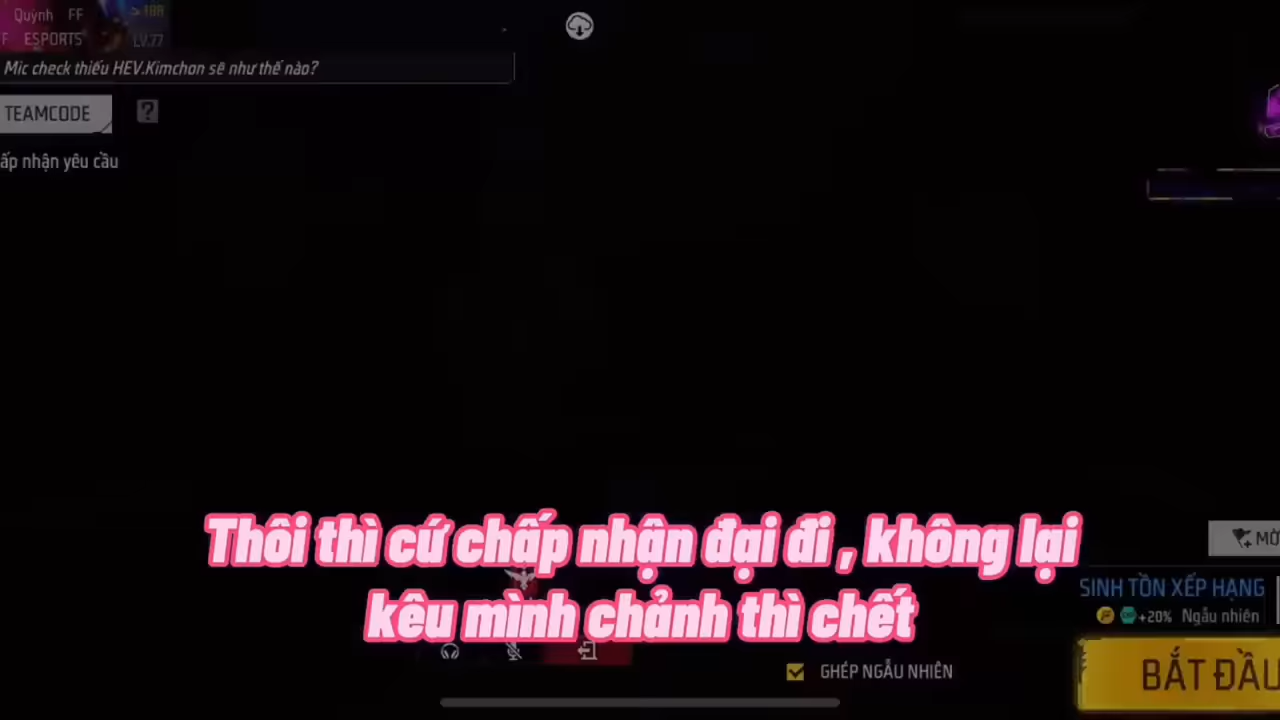 Quỳnh FF
F ESPORTS
LV.77
Mic check thiếu HEV.Kimchon sẽ như thế nào?
TEAMCODE
?
ấp nhận yêu cầu
Thôi thì cứ chấp nhận đại đi , không lại
kêu mình chảnh thì chết
MỜ
SINH TỒN XẾP HẠNG
+20% Ngẫu nhiên
GHÉP NGẪU NHIÊN
BẮT ĐẦU